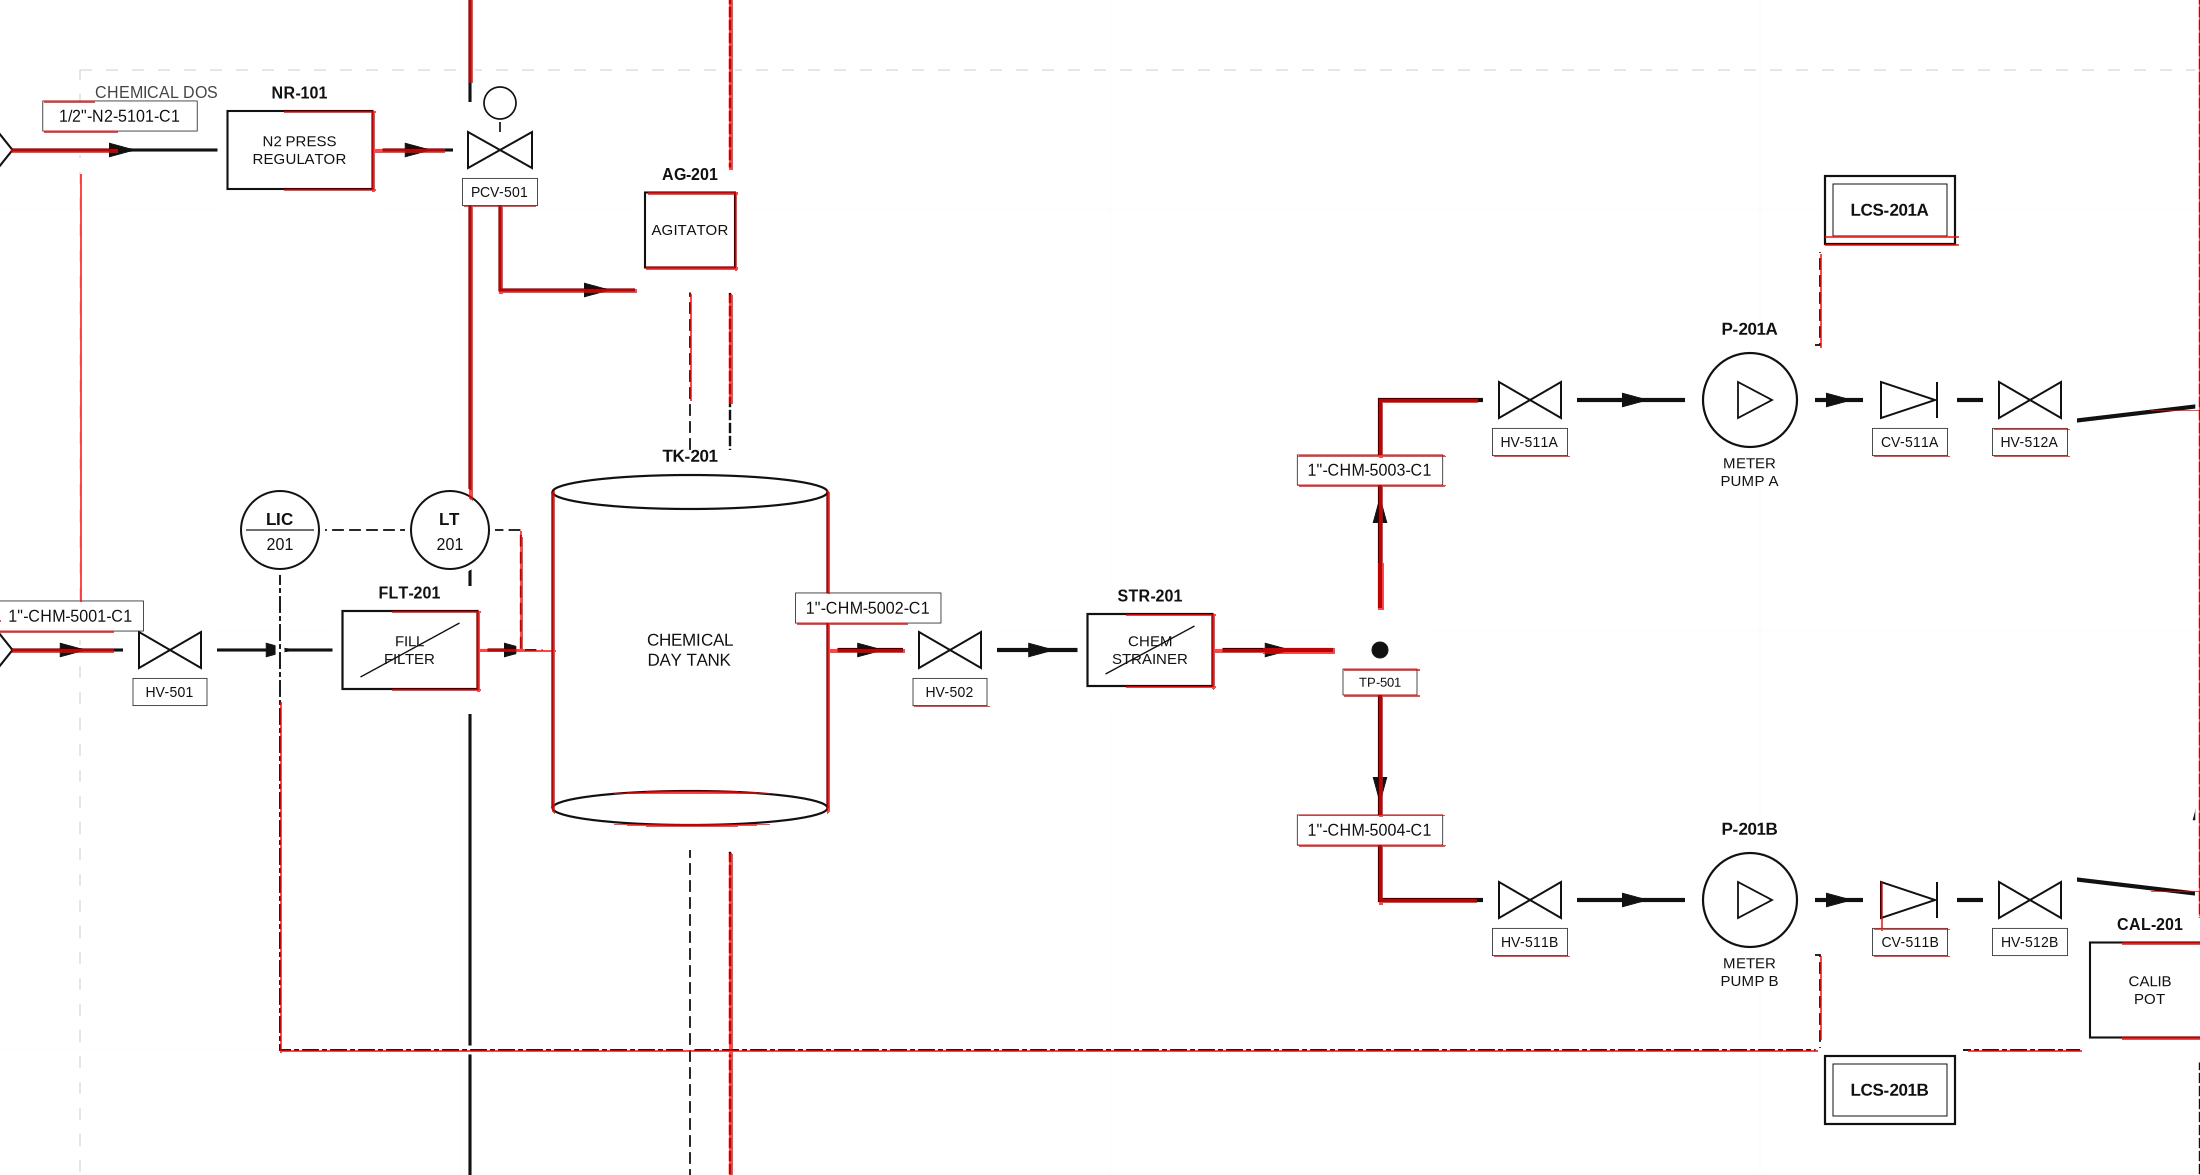 CHEMICAL DOS
NR-101
1/2"-N2-5101-C1
N2 PRESS
REGULATOR
PCV-501
AG-201
AGITATOR
LCS-201A
P-201A
HV-511A
CV-511A
HV-512A
METER
PUMP A
TK-201
1"-CHM-5003-C1
LIC
201
LT
201
FLT-201
STR-201
1"-CHM-5001-C1
1"-CHM-5002-C1
FILL
FILTER
CHEMICAL
DAY TANK
CHEM
STRAINER
HV-501
HV-502
TP-501
1"-CHM-5004-C1
P-201B
HV-511B
CV-511B
HV-512B
METER
PUMP B
CAL-201
CALIB
POT
LCS-201B